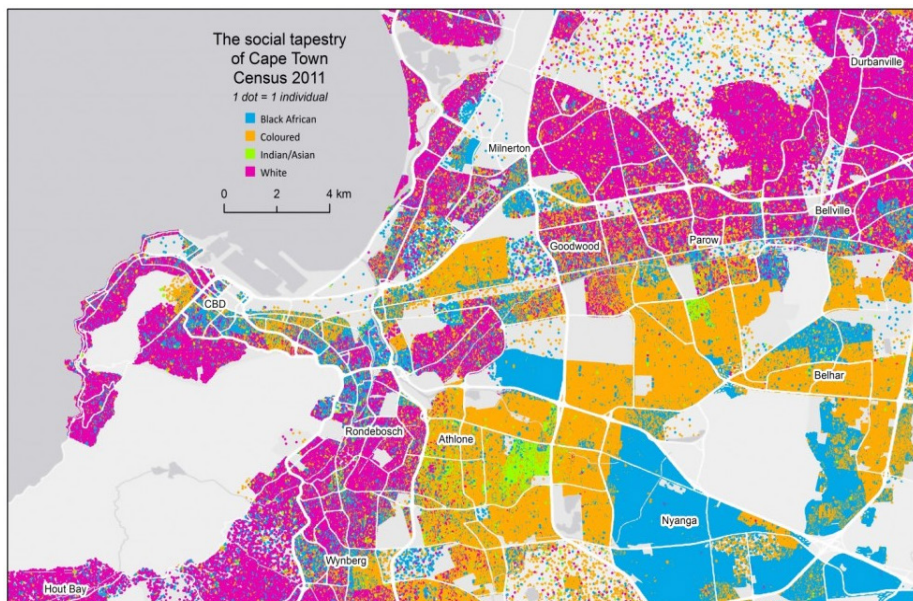 The social tapestry
of Cape Town
Census 2011
1 dot = 1 individual
Black African
Coloured
Indian/Asian
White
0 2 4 km
Durbanville
Milnerton
Bellville
Goodwood
Parow
CBD
Belhar
Rondebosch
Athlone
Nyanga
Wynberg
Hout Bay